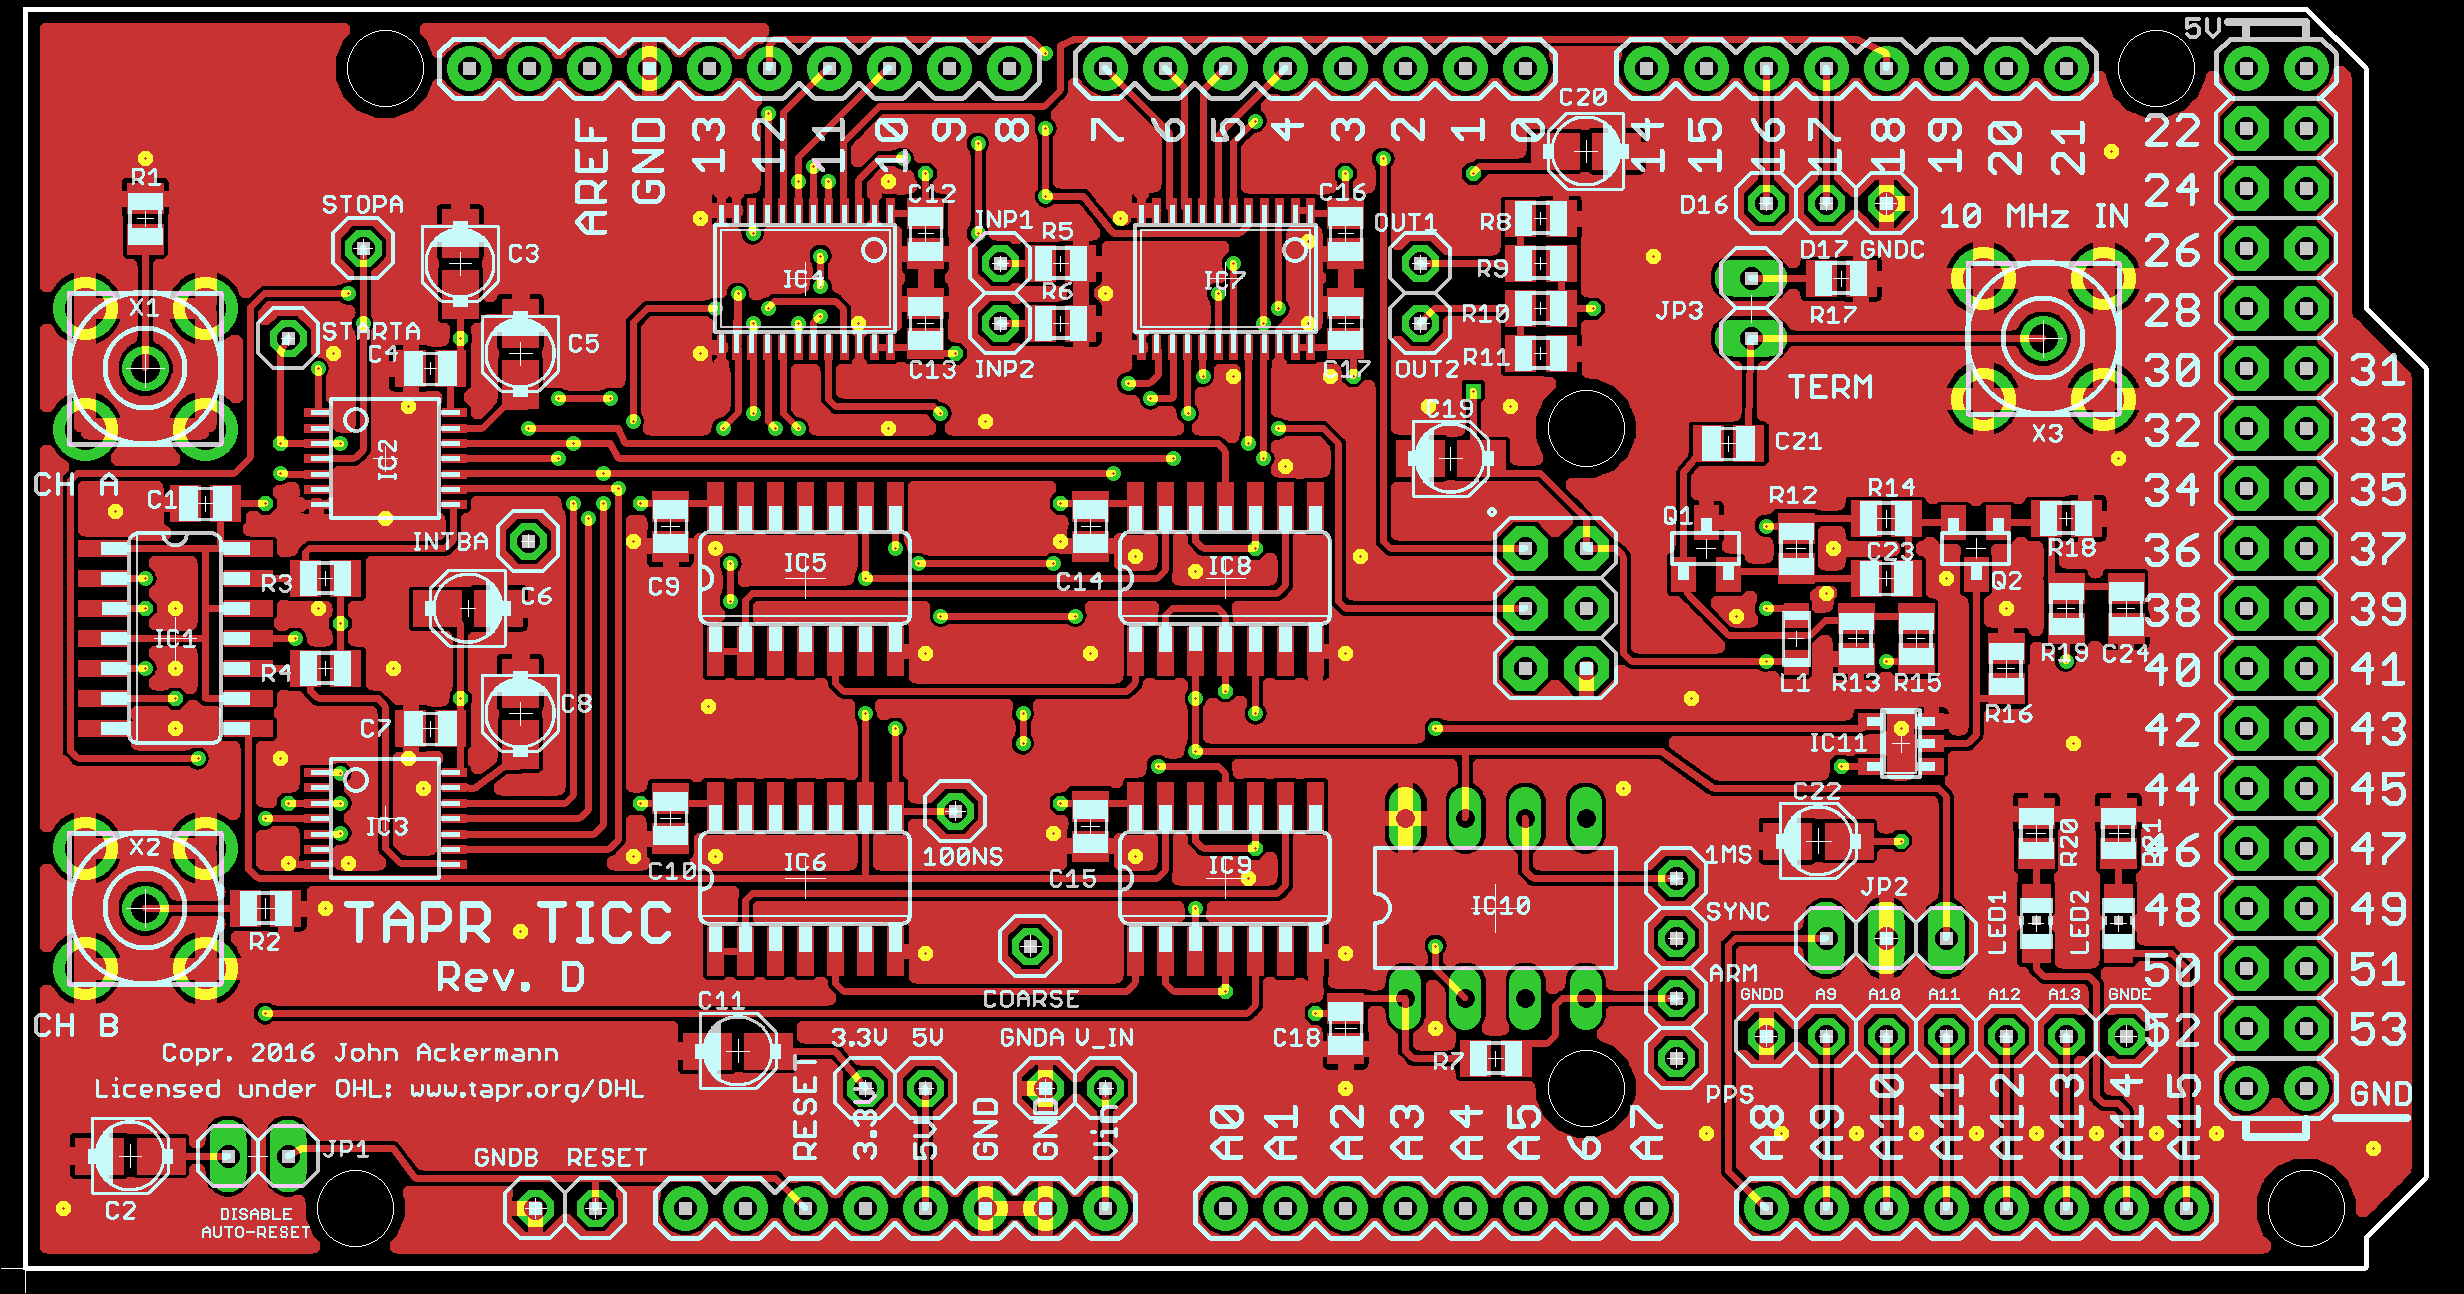 5V
AREF GND 13 12 11 10 9 8 7 6 5 4 3 2 1 0 14 15 16 17 18 19 20 21
C20
22
24
26
28
30 31
32 33
34 35
36 37
38 39
40 41
42 43
44 45
46 47
48 49
50 51
52 53
GND
R1
STOPA
C3
C12
INP1
R5
C16
OUT1
R8
D16
D17 GNDC
10 MHz IN
X1
STARTA
C4
C5
IC4
R6
IC7
R9
R10
R11
JP3
R17
C13
INP2
C17
OUT2
TERM
X3
CH A
C1
IC2
C19
C21
INTBA
Q1
R12
R14
R18
C23
Q2
R3
C6
IC5
C9
C14
IC8
IC1
R4
C7
C8
L1
R13
R15
R19
C24
R16
IC11
C22
X2
IC3
C10
IC6
100NS
C15
IC9
IC10
1MS
SYNC
ARM
PPS
JP2
R20
R21
LED1
LED2
R2
TAPR TICC
Rev. D
COARSE
CH B
C11
C18
R7
GNDD A9 A10 A11 A12 A13 GNDE
3.3V 5V GNDA V_IN
Copr. 2016 John Ackermann
Licensed under OHL: www.tapr.org/OHL
RESET 3.3V 5V GND GND Vin
A0 A1 A2 A3 A4 A5 6 A7 A8 A9 A10 A11 A12 A13 A14 A15
C2
JP1
GNDB RESET
DISABLE
AUTO-RESET